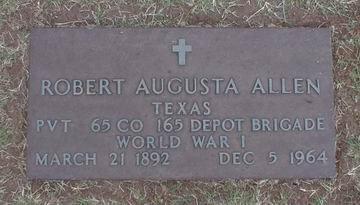 ROBERT AUGUSTA ALLEN
TEXAS
PVT 65 CO 165 DEPOT BRIGADE
WORLD WAR I
MARCH 21 1892 DEC 5 1964